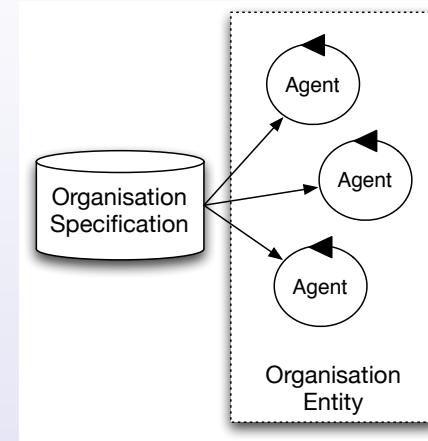 Agent
Agent
Organisation
Specification
Agent
Organisation
Entity